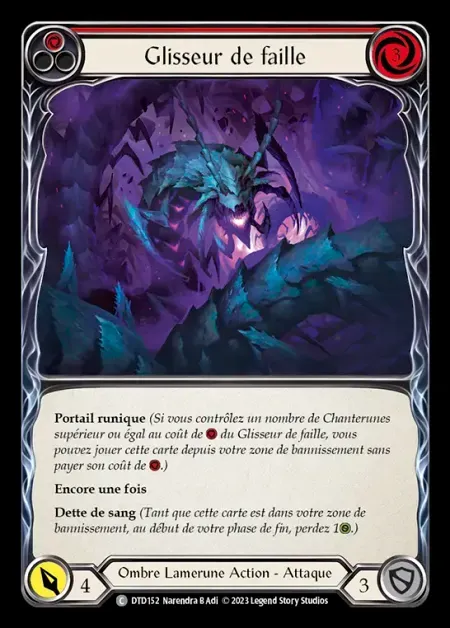 Glisseur de faille
3
Portail runique (Si vous contrôlez un nombre de Chanterunes
supérieur ou égal au coût de du Glisseur de faille, vous
pouvez jouer cette carte depuis votre zone de bannissement sans
payer son coût de .)
Encore une fois
Dette de sang (Tant que cette carte est dans votre zone de
bannissement, au début de votre phase de fin, perdez 1 .)
4
Ombre Lamerune Action - Attaque
3
C DTD152 Narendra B Adi © 2023 Legend Story Studios